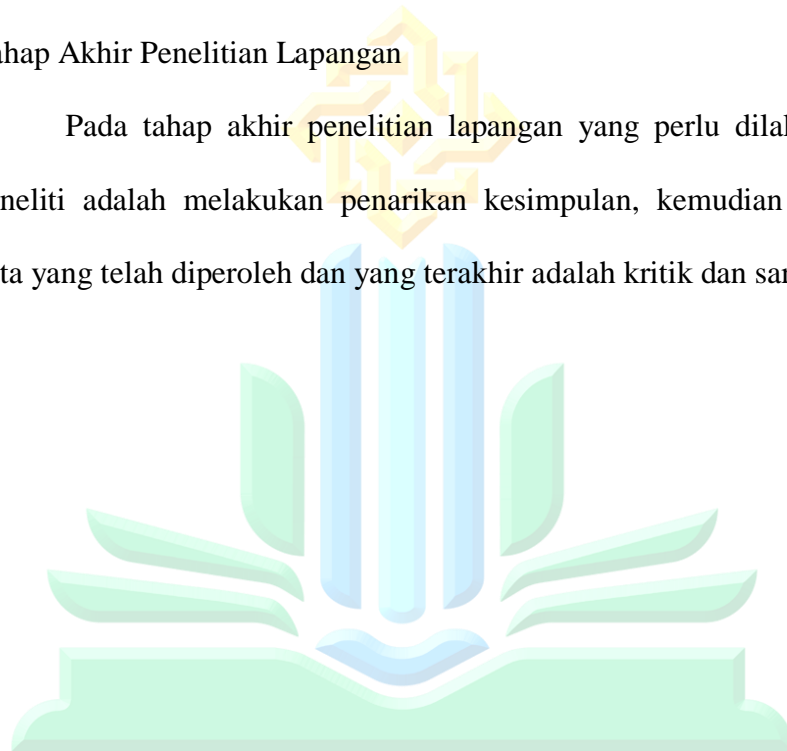 ahap Akhir Penelitian Lapangan
Pada tahap akhir penelitian lapangan yang perlu dilal
neliti adalah melakukan penarikan kesimpulan, kemudian
ta yang telah diperoleh dan yang terakhir adalah kritik dan sar